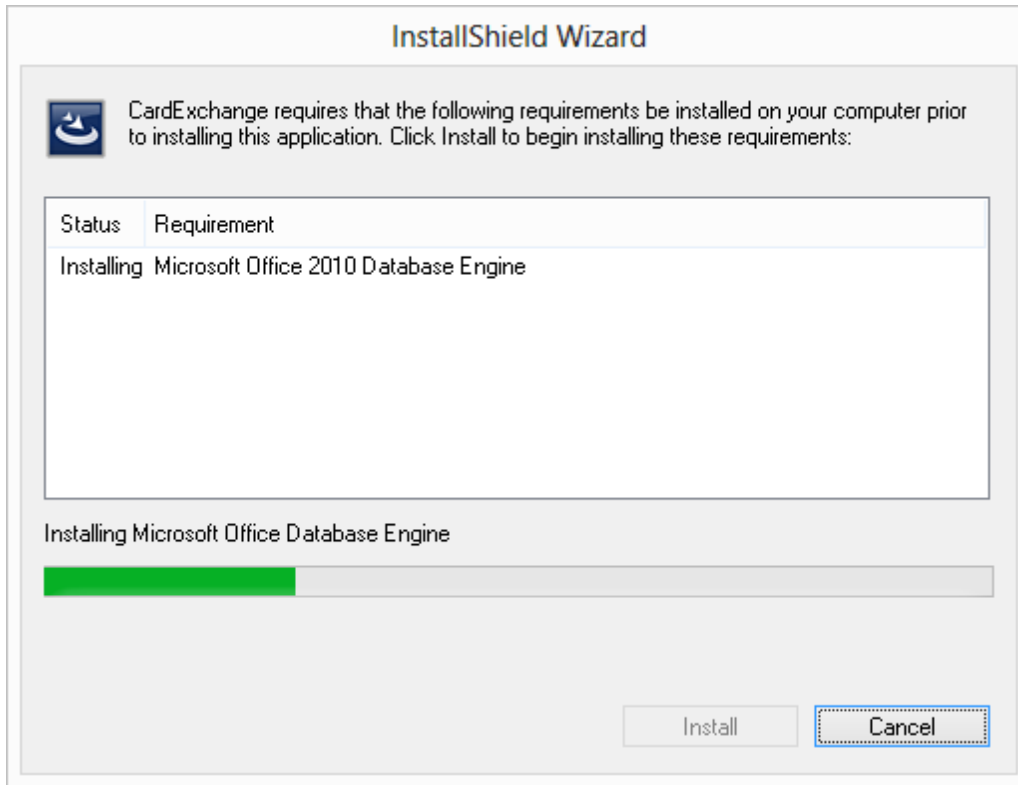 InstallShield Wizard
CardExchange requires that the following requirements be installed on your computer prior
to installing this application. Click Install to begin installing these requirements:
Status Requirement
Installing Microsoft Office 2010 Database Engine
Installing Microsoft Office Database Engine
Install Cancel